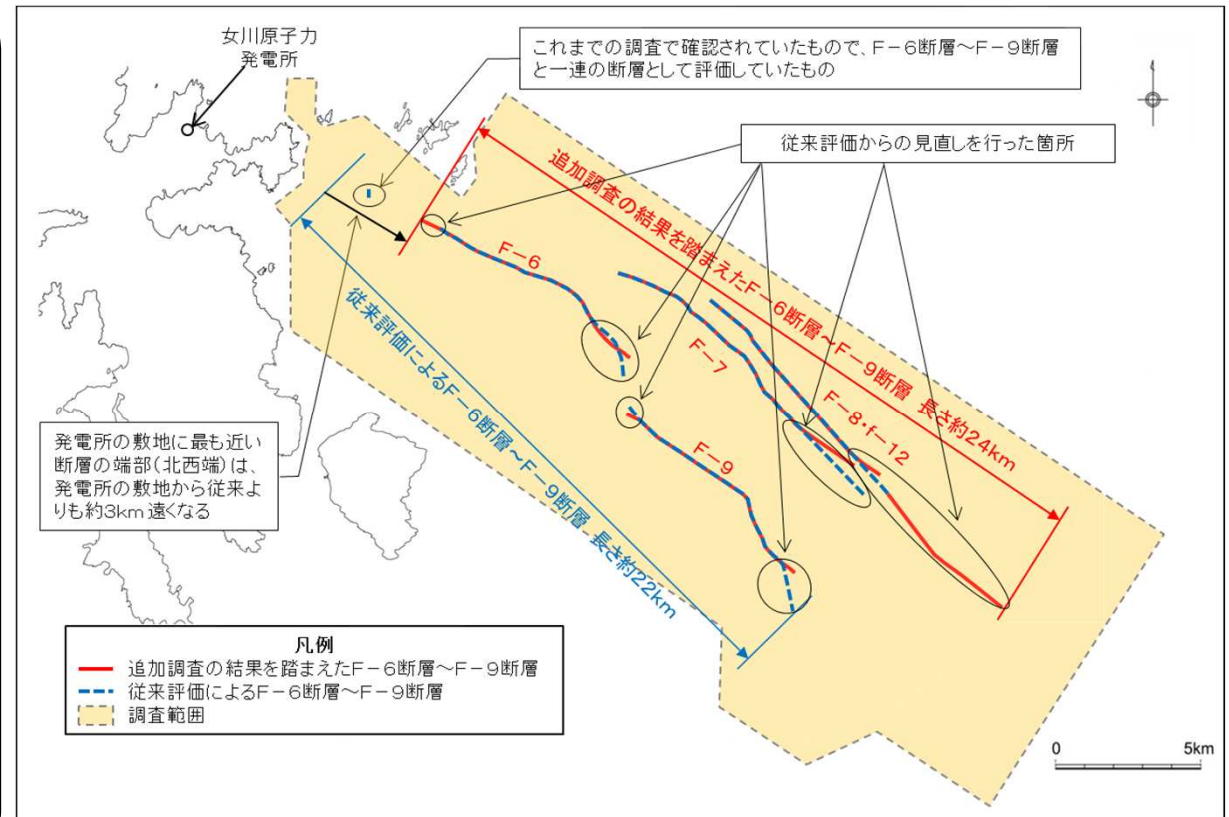 女川原子力
発電所
これまでの調査で確認されていたもので、F-6断層～F-9断層
と一連の断層として評価していたもの
従来評価からの見直しを行った箇所
追加調査の結果を踏まえたF-6断層～F-9断層 長さ約24km
F-6
F-7
F-8・f-12
F-9
従来評価によるF-6断層～F-9断層 長さ約22km
発電所の敷地に最も近い
断層の端部(北西端)は、
発電所の敷地から従来よ
りも約3km遠くなる
凡例
追加調査の結果を踏まえたF-6断層～F-9断層
従来評価によるF-6断層～F-9断層
調査範囲
0 5km